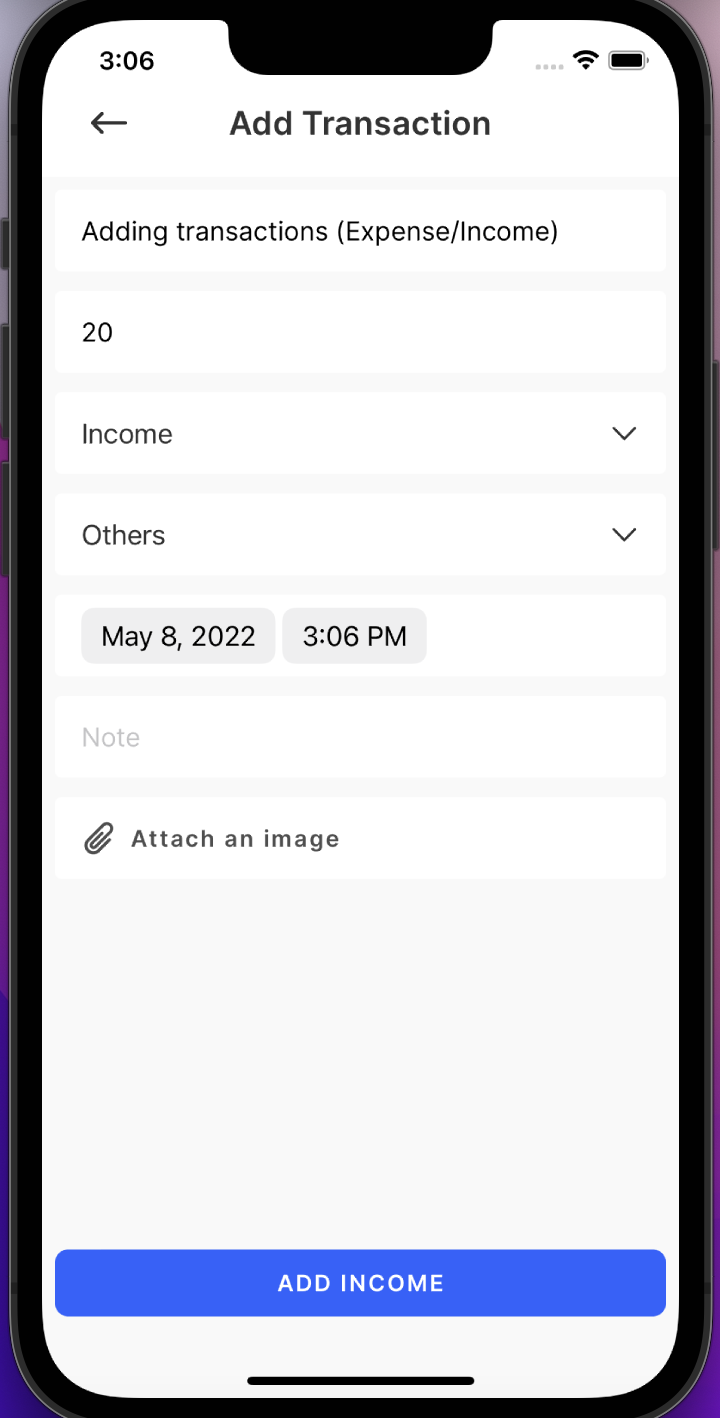 3:06
Add Transaction
Adding transactions (Expense/Income)
20
Income
Others
May 8, 2022 3:06 PM
Note
Attach an image
ADD INCOME